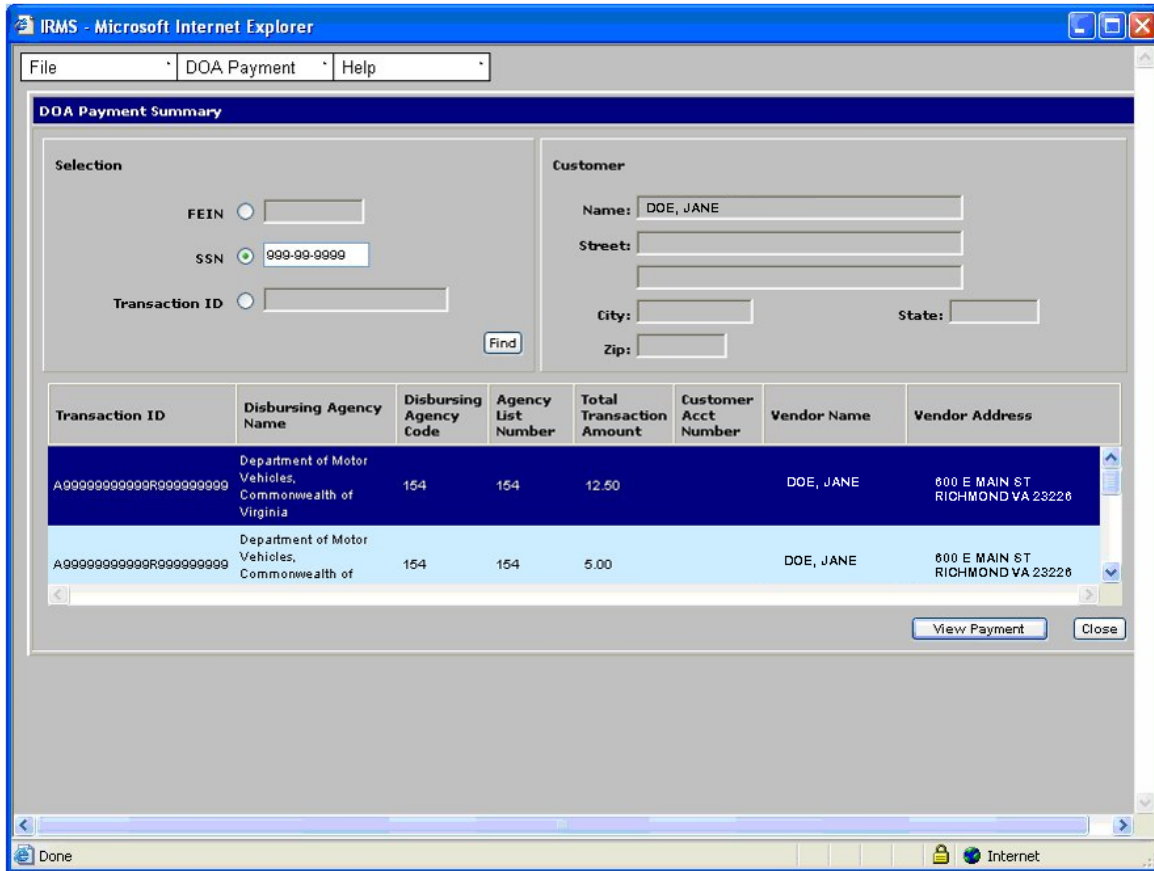 IRMS - Microsoft Internet Explorer
File DOA Payment Help
DOA Payment Summary
Selection
FEIN
SSN 999-99-9999
Transaction ID
Find
Customer
Name: DOE, JANE
Street:
City: State:
Zip:
Transaction ID Disbursing Agency Name Disbursing Agency Code Agency List Number Total Transaction Amount Customer Acct Number Vendor Name Vendor Address
A99999999999R999999999 Department of Motor Vehicles, Commonwealth of Virginia 154 154 12.50 DOE, JANE 600 E MAIN ST RICHMOND VA 23226
A99999999999R999999999 Department of Motor Vehicles, Commonwealth of 154 154 5.00 DOE, JANE 600 E MAIN ST RICHMOND VA 23226
View Payment Close
Done Internet